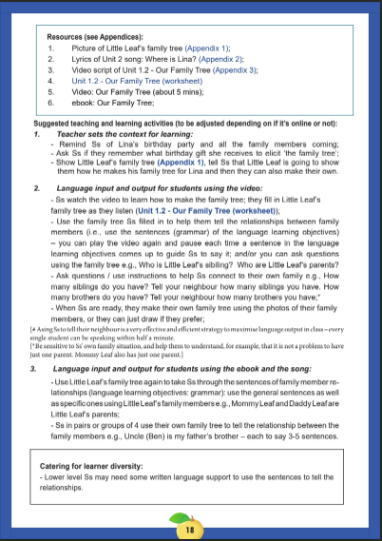 Resources (see Appendices):
1. Picture of Little Leaf's family tree (Appendix 1);
2. Lyrics of Unit 2 song: Where is Lina? (Appendix 2);
3. Video script of Unit 1.2 - Our Family Tree (Appendix 3);
4. Unit 1.2 - Our Family Tree (worksheet)
5. Video: Our Family Tree (about 5 mins);
6. ebook: Our Family Tree;
Suggested teaching and learning activities (to be adjusted depending on if it's online or not):
1. Teacher sets the context for learning:
- Remind Ss of Lina's birthday party and all the family members coming;
- Ask Ss if they remember what birthday gift she receives to elicit 'the family tree';
- Show Little Leaf's family tree (Appendix 1), tell Ss that Little Leaf is going to show
them how he makes his family tree for Lina and then they can also make their own.
2. Language input and output for students using the video:
- Ss watch the video to learn how to make the family tree; they fill in Little Leaf's
family tree as they listen (Unit 1.2 - Our Family Tree (worksheet));
- Use the family tree Ss filled in to help them tell the relationships between family
members (i.e., use the sentences (grammar) of the language learning objectives)
– you can play the video again and pause each time a sentence in the language
learning objectives comes up to guide Ss to say it; and/or you can ask questions
using the family tree e.g., Who is Little Leaf's sibling? Who are Little Leaf's parents?
- Ask questions / use instructions to help Ss connect to their own family e.g., How
many siblings do you have? Tell your neighbour how many siblings you have. How
many brothers do you have? Tell your neighbour how many brothers you have;*
- When Ss are ready, they make their own family tree using the photos of their family
members, or they can just draw if they prefer;
[# Asking Ss to tell their neighbour is a very effective and efficient strategy to maximise language output in class – every
single student can be speaking within half a minute.
[*Be sensitive to Ss' own family situation, and help them to understand, for example, that it is not a problem to have
just one parent. Mommy Leaf also has just one parent.]
3. Language input and output for students using the ebook and the song:
- Use Little Leaf's family tree again to take Ss through the sentences of family member re-
lationships (language learning objectives: grammar): use the general sentences as well
as specific ones using Little Leaf's family members e.g., Mommy Leaf and Daddy Leaf are
Little Leaf's parents;
- Ss in pairs or groups of 4 use their own family tree to tell the relationship between the
family members e.g., Uncle (Ben) is my father's brother – each to say 3-5 sentences.
Catering for learner diversity:
- Lower level Ss may need some written language support to use the sentences to tell the
relationships.
18